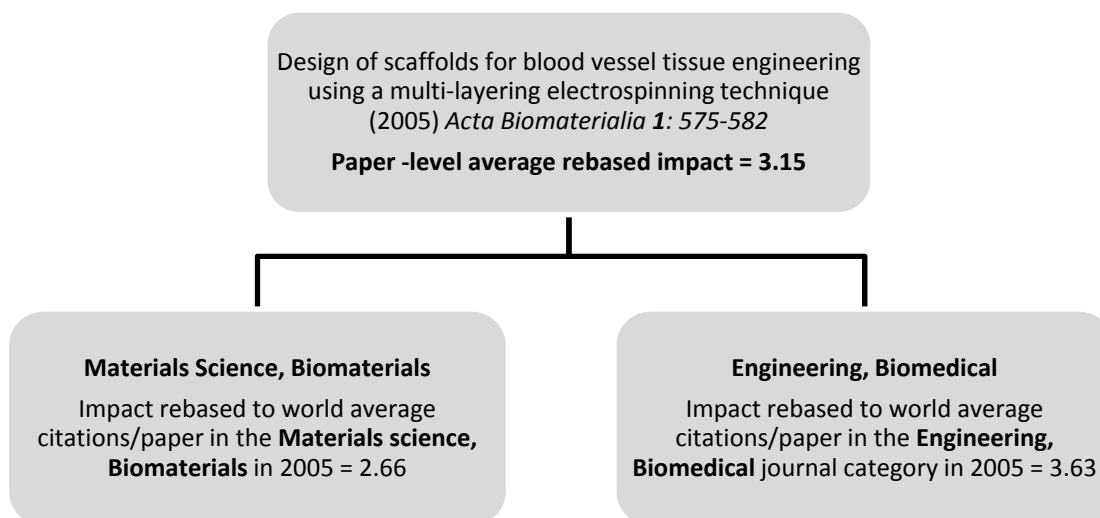 Design of scaffolds for blood vessel tissue engineering
using a multi-layering electrospinning technique
(2005) Acta Biomaterialia 1: 575-582
Paper -level average rebased impact = 3.15
Materials Science, Biomaterials
Impact rebased to world average
citations/paper in the Materials science,
Biomaterials in 2005 = 2.66
Engineering, Biomedical
Impact rebased to world average
citations/paper in the Engineering,
Biomedical journal category in 2005 = 3.63